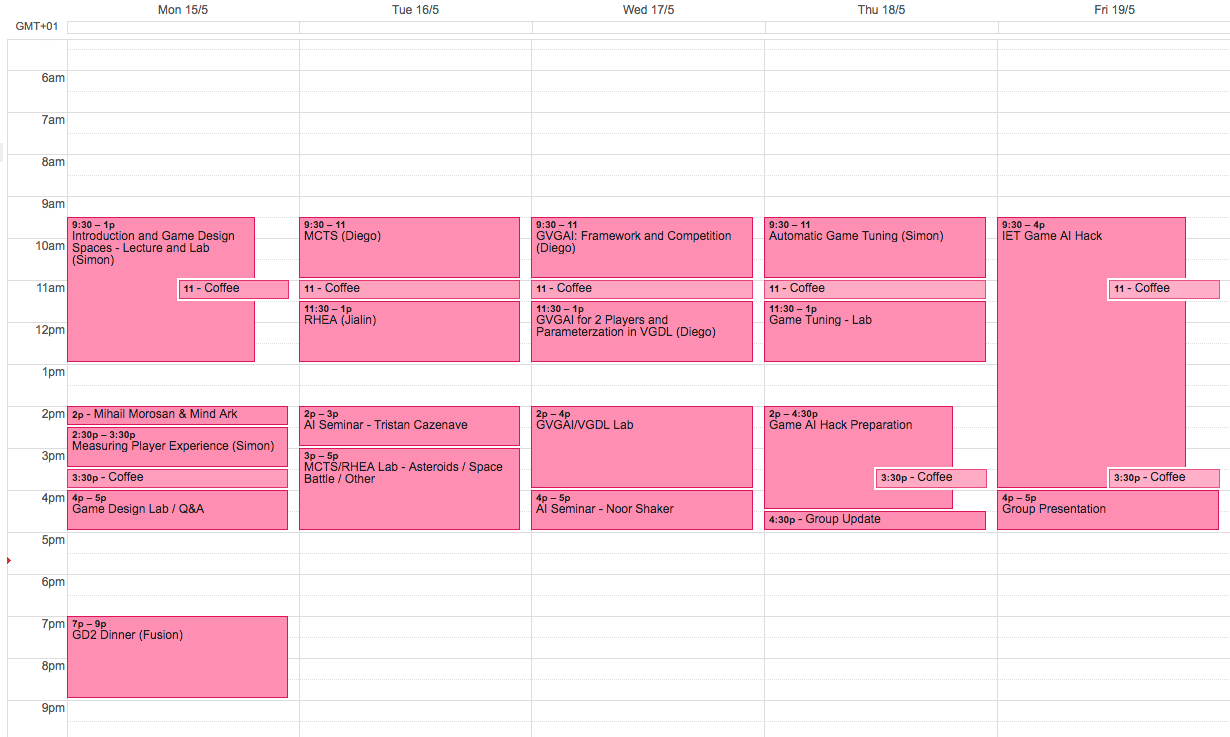 Mon 15/5
Tue 16/5
Wed 17/5
Thu 18/5
Fri 19/5
GMT+01
6am
7am
8am
9am
10am
11am
12pm
1pm
2pm
3pm
4pm
5pm
6pm
7pm
8pm
9pm
9:30 – 1p
Introduction and Game Design
Spaces - Lecture and Lab
(Simon)
11 - Coffee
2p - Mihail Morosan & Mind Ark
2:30p – 3:30p
Measuring Player Experience (Simon)
3:30p - Coffee
4p – 5p
Game Design Lab / Q&A
7p – 9p
GD2 Dinner (Fusion)
9:30 – 11
MCTS (Diego)
11 - Coffee
11:30 – 1p
RHEA (Jialin)
2p – 3p
AI Seminar - Tristan Cazenave
3p – 5p
MCTS/RHEA Lab - Asteroids / Space
Battle / Other
9:30 – 11
GVGAI: Framework and Competition
(Diego)
11 - Coffee
11:30 – 1p
GVGAI for 2 Players and
Parameterzation in VGDL (Diego)
2p – 4p
GVGAI/VGDL Lab
4p – 5p
AI Seminar - Noor Shaker
9:30 – 11
Automatic Game Tuning (Simon)
11 - Coffee
11:30 – 1p
Game Tuning - Lab
2p – 4:30p
Game AI Hack Preparation
3:30p - Coffee
4:30p - Group Update
9:30 – 4p
IET Game AI Hack
11 - Coffee
3:30p - Coffee
4p – 5p
Group Presentation